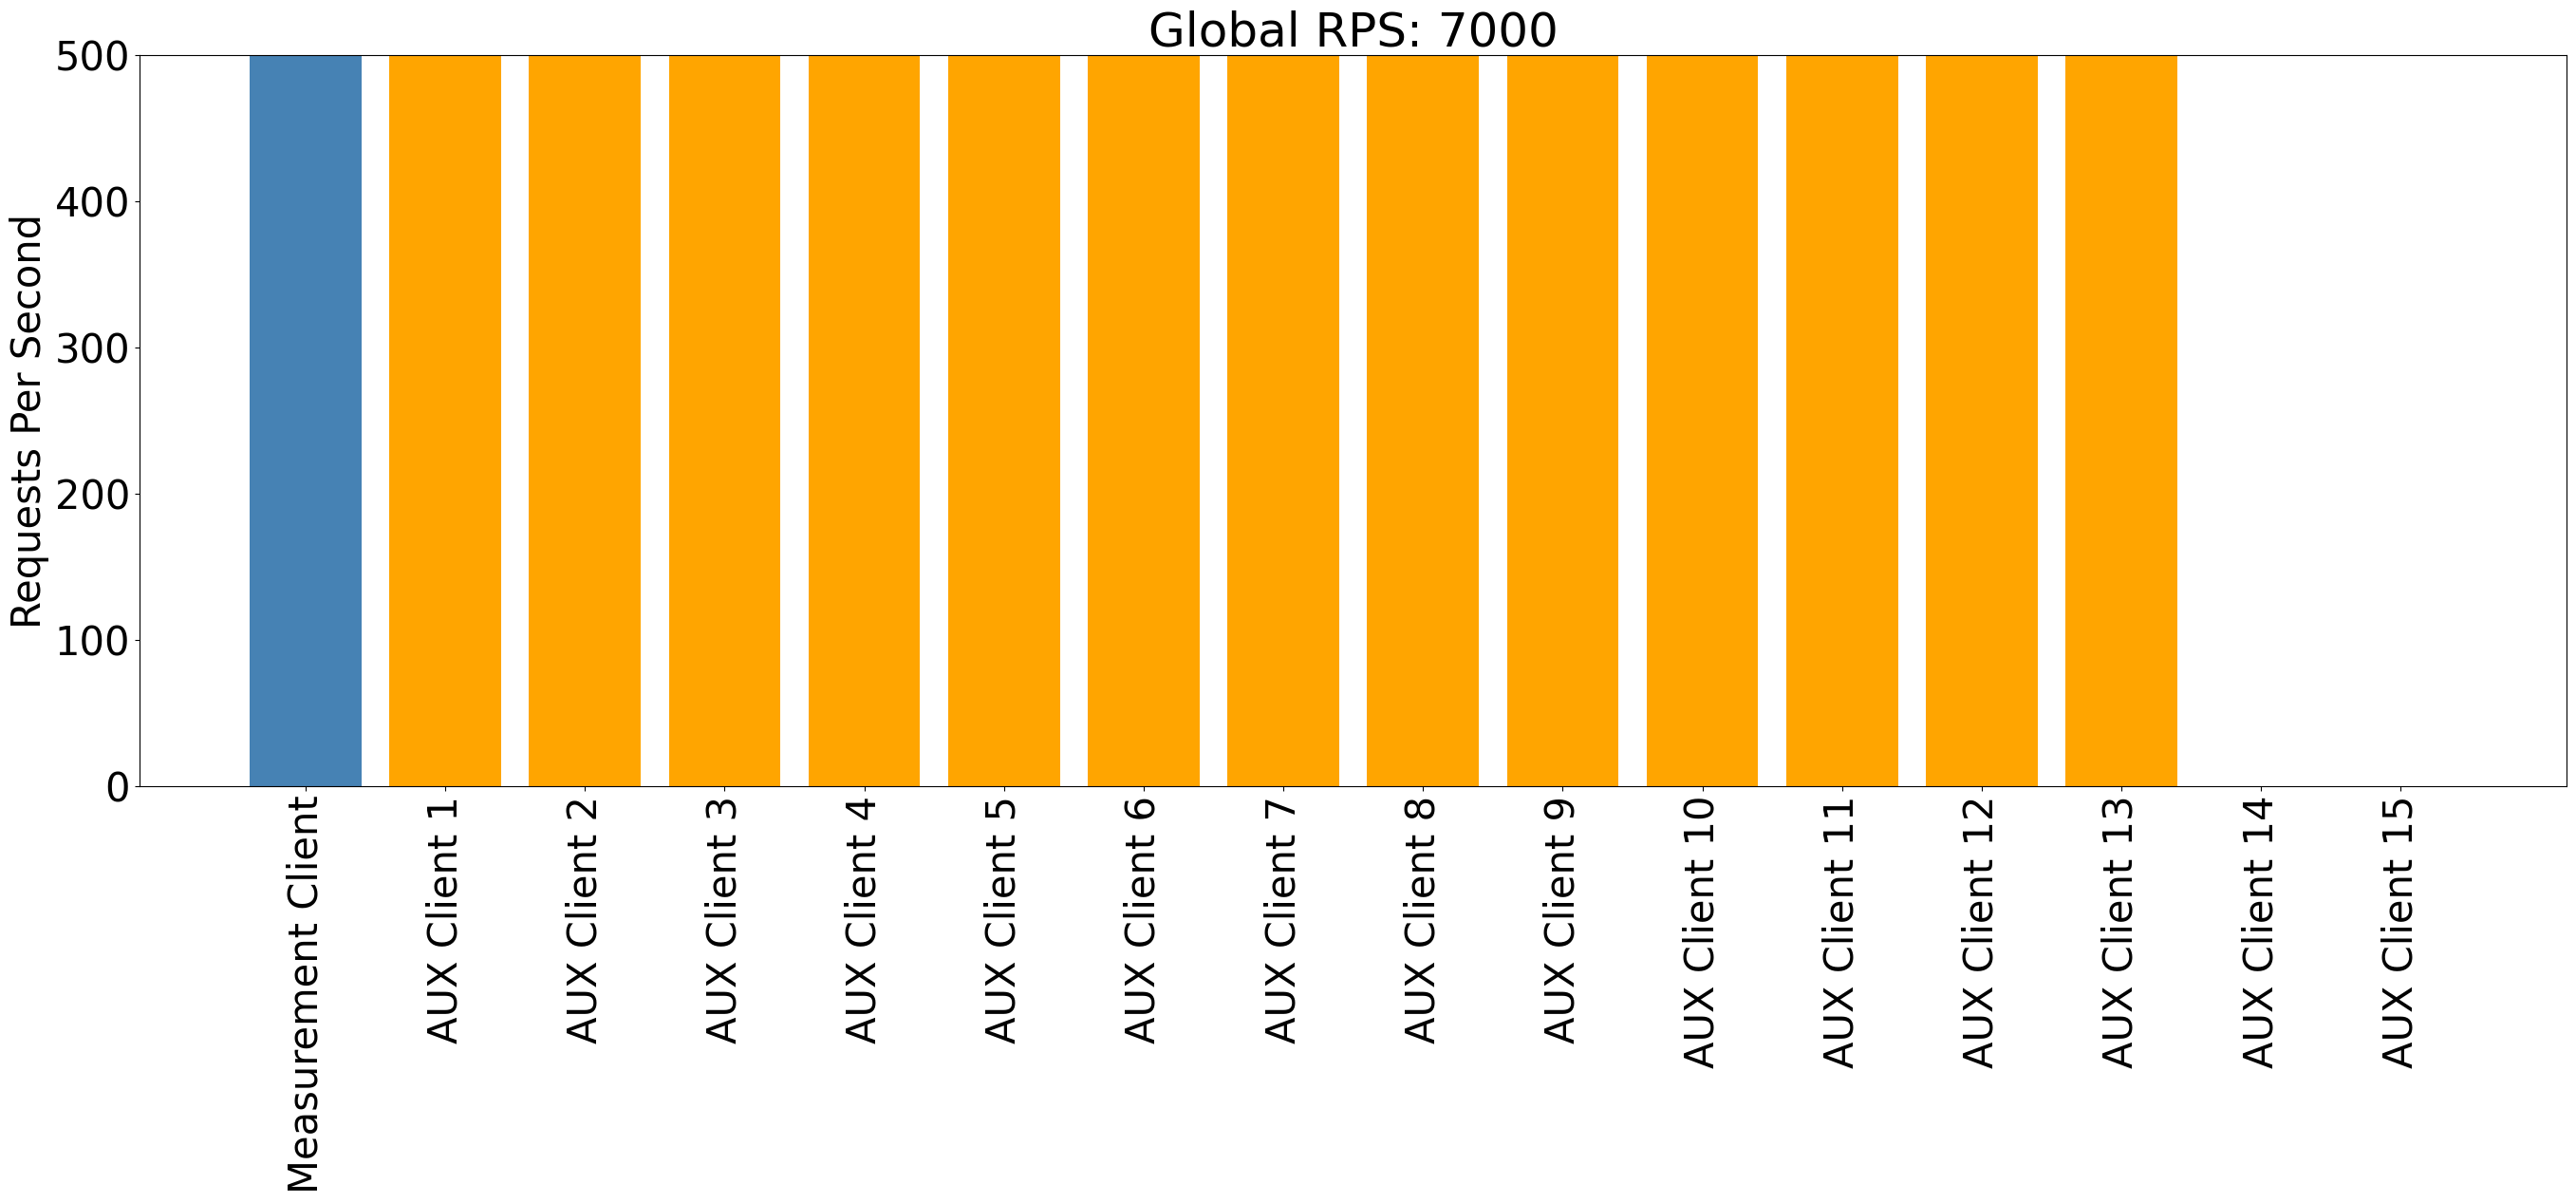 Global RPS: 7000
Requests Per Second
500
400
300
200
100
0
Measurement Client
AUX Client 1
AUX Client 2
AUX Client 3
AUX Client 4
AUX Client 5
AUX Client 6
AUX Client 7
AUX Client 8
AUX Client 9
AUX Client 10
AUX Client 11
AUX Client 12
AUX Client 13
AUX Client 14
AUX Client 15